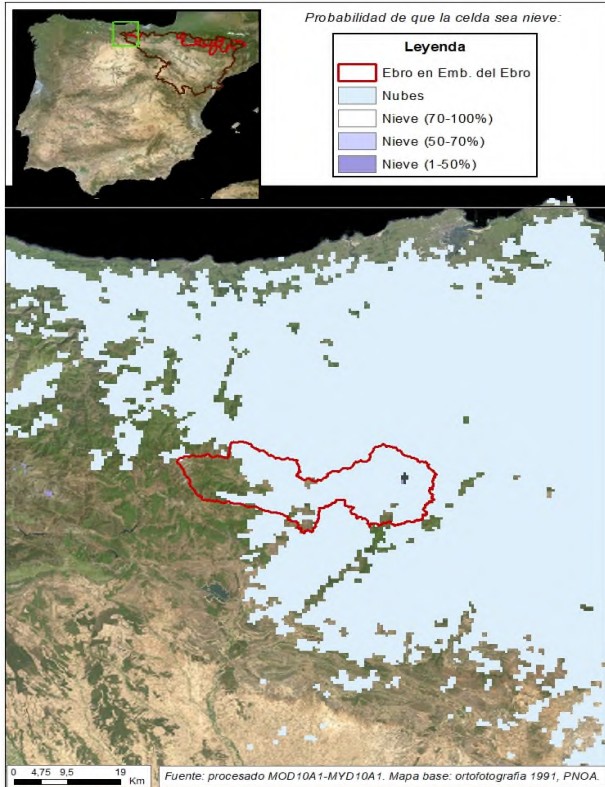 Probabilidad de que la celda sea nieve:
Leyenda
Ebro en Emb. del Ebro
Nubes
Nieve (70-100%)
Nieve (50-70%)
Nieve (1-50%)
0 4,75 9,5 19
Km
Fuente: procesado MOD10A1-MYD10A1. Mapa base: ortofotografía 1991, PNOA.